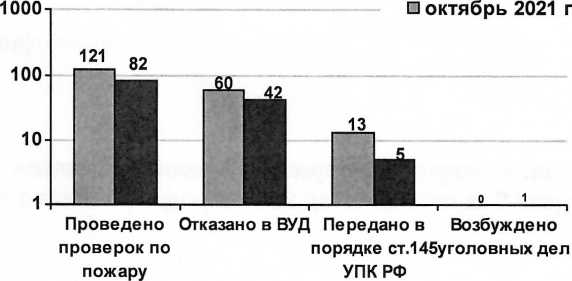 1000
октябрь 2021 г
121
82
100
60
42
13
10
5
0
1
1
Проведено проверок по пожару
Отказано в ВУД
Передано в порядке ст.145 УПК РФ
Возбуждено уголовных дел